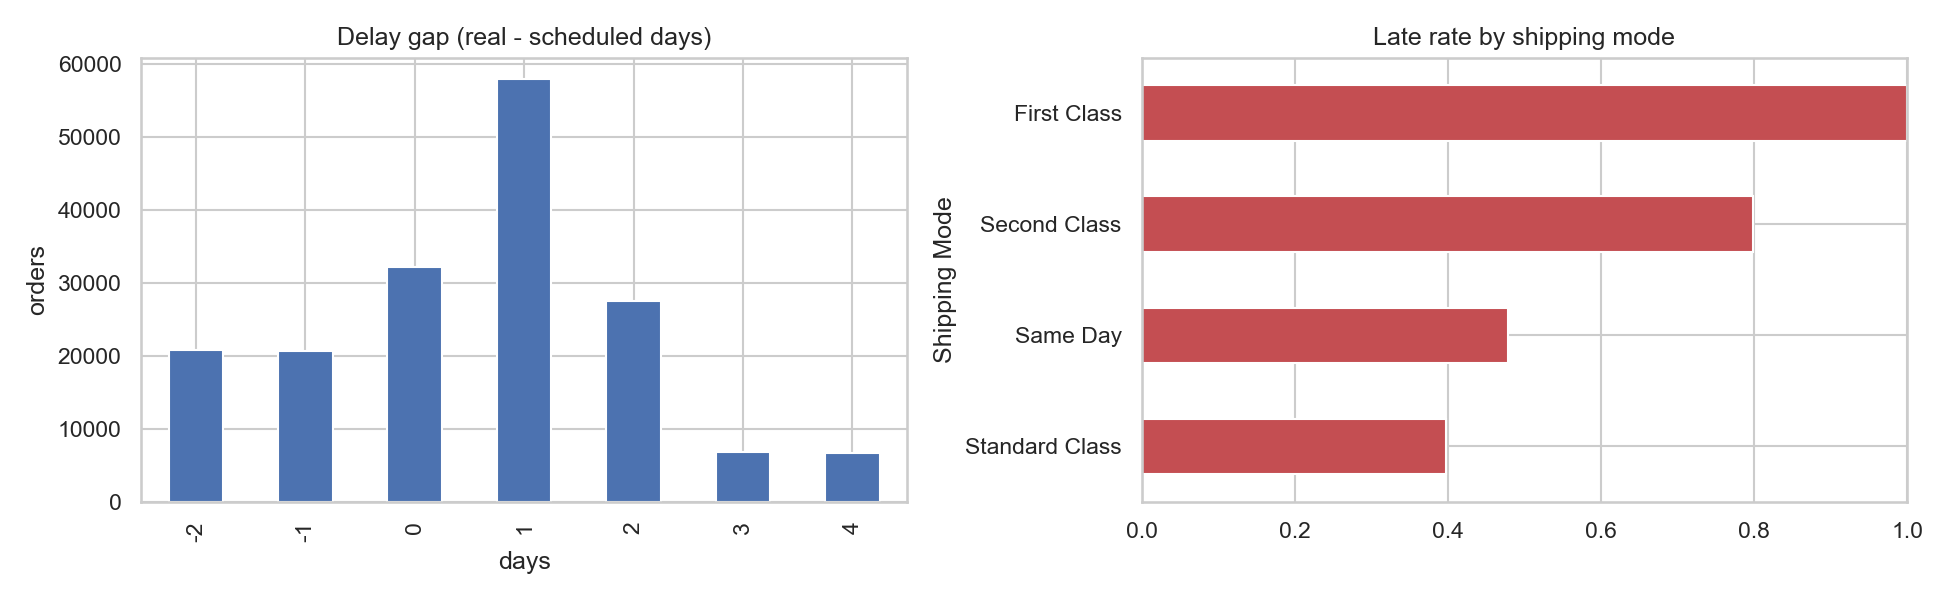 Delay gap (real - scheduled days)
60000
50000
40000
30000
20000
10000
0
orders
-2
-1
0
1
2
3
4
days
Late rate by shipping mode
Shipping Mode
First Class
Second Class
Same Day
Standard Class
0.0 0.2 0.4 0.6 0.8 1.0